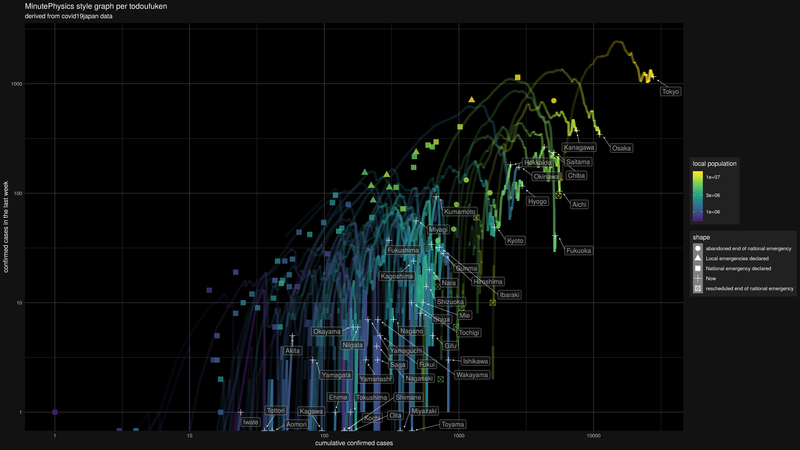 MinutePhysics style graph per todoufuken
derived from covid19japan data
confirmed cases in the last week
1000
100
10
1
Tokyo
Kanagawa
Osaka
Hokkaido
Saitama
Okinawa
Chiba
Hyogo
Aichi
Kumamoto
Miyagi
Kyoto
Fukuoka
Fukushima
Gunma
Kagoshima
Nara
Hiroshima
Shizuoka
Ibaraki
Mie
Shiga
Okayama
Nagano
Tochigi
Niigata
Gifu
Akita
Yamaguchi
Saga
Fukui
Ishikawa
Yamagata
Yamanashi
Nagasaki
Wakayama
Ehime
Tokushima
Shimane
Tottori
Kagawa
Kochi
Oita
Miyazaki
Iwate
Aomori
Toyama
1
10
100
1000
10000
cumulative confirmed cases
local population
1e+07
3e+06
1e+06
shape
abandoned end of national emergency
Local emergencies declared
National emergency declared
Now
rescheduled end of national emergency